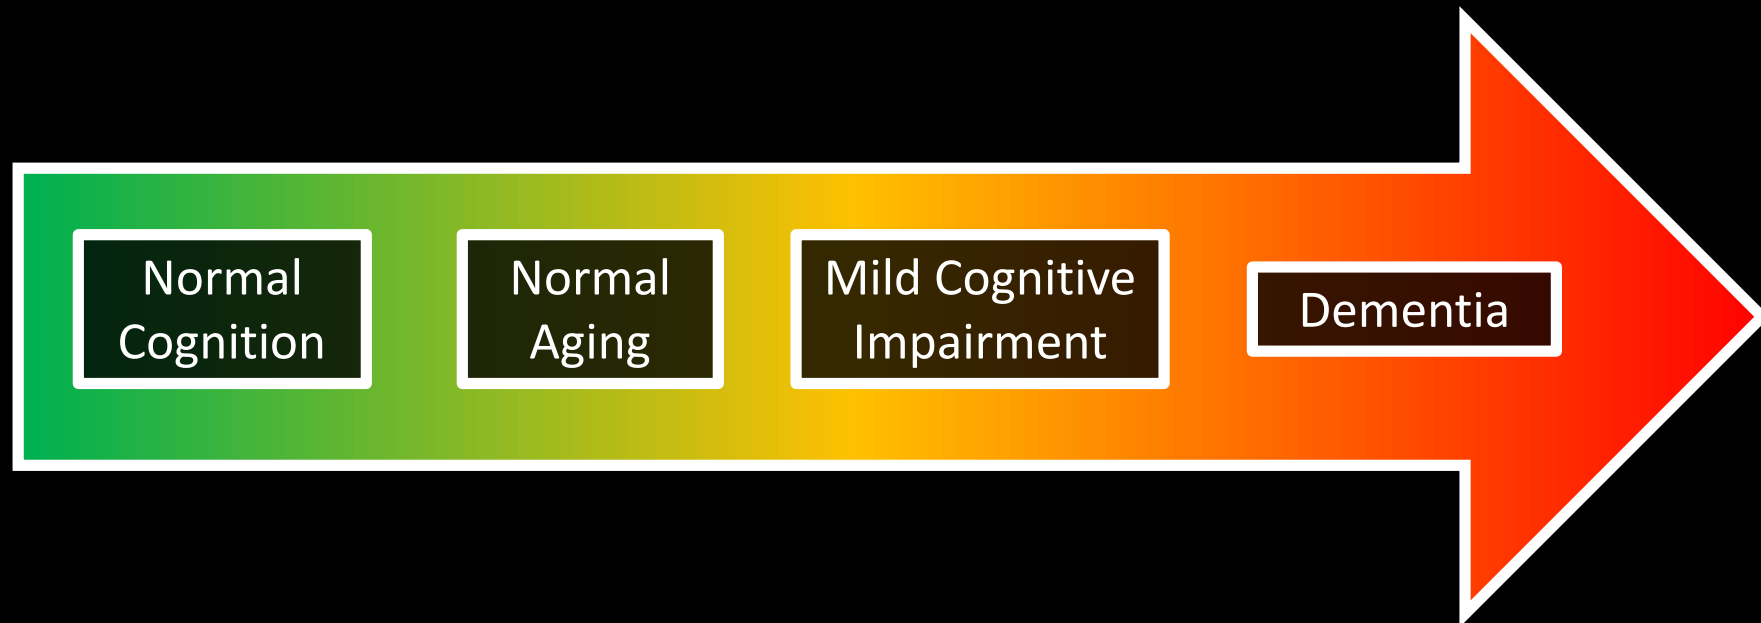 Normal
Cognition
Normal
Aging
Mild Cognitive
Impairment
Dementia